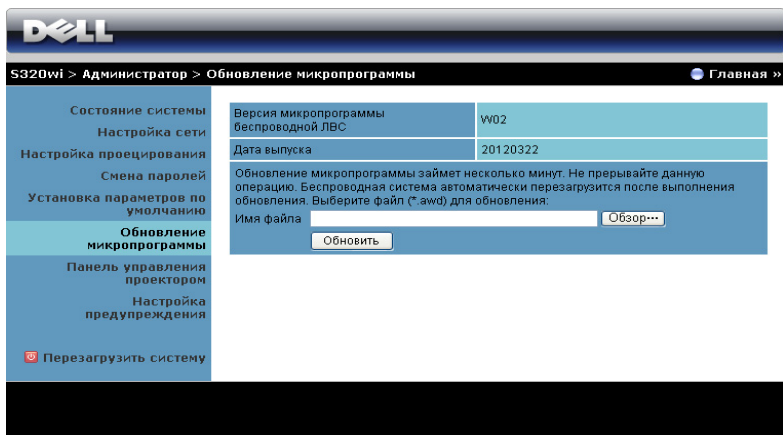 DELL
S320wi > Администратор > Обновление микропрограммы
Главная »
Состояние системы
Настройка сети
Настройка проецирования
Смена паролей
Установка параметров по
умолчанию
Обновление
микропрограммы
Панель управления
проектором
Настройка
предупреждения
Перезагрузить систему
Версия микропрограммы
беспроводной ЛВС
W02
Дата выпуска
20120322
Обновление микропрограммы займет несколько минут. Не прерывайте данную
операцию. Беспроводная система автоматически перезагрузится после выполнения
обновления. Выберите файл (*.awd) для обновления:
Имя файла
Обзор...
Обновить